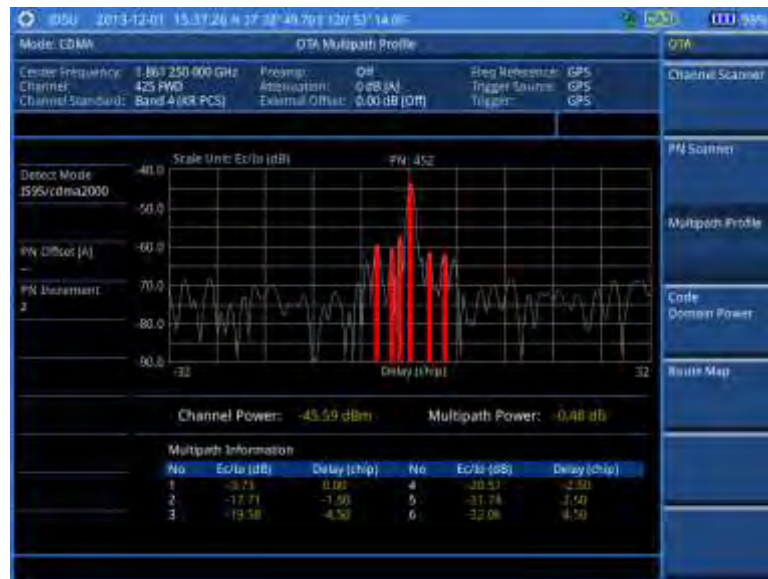 2013-12-01
Mode: CDMA OTA Multipath Profile OTA
Center Frequency: 1.861 250 000 GHz Preamp: Off Freq Reference: GPS
Channel: 425 FWD Attenuation: 0 dB [A] Trigger Source: GPS
Channel Standard: Band 4 (KR PCS) External Offset: 0.00 dB [Off] Trigger: GPS
Channel Scanner
PN Scanner
Multipath Profile
Code
Domain Power
Route Map
Detect Mode
IS95/cdma2000
PN Offset [A]
--
PN Increment
2
Scale Unit: Ec/Io (dB) PN: 452
-40.0
-50.0
-60.0
-70.0
-80.0
-90.0
-32 Delay (chip) 32
Channel Power: -45.59 dBm Multipath Power: -0.48 dB
Multipath Information
No Ec/Io (dB) Delay (chip) No Ec/Io (dB) Delay (chip)
1 0.00 4 -2.50
2 -17.71 -1.50 5 2.50
3 -19.58 -4.50 6 4.50